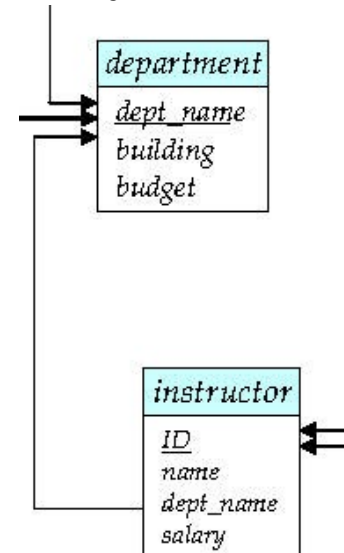 department
dept_name
building
budget
instructor
ID
name
dept_name
salary